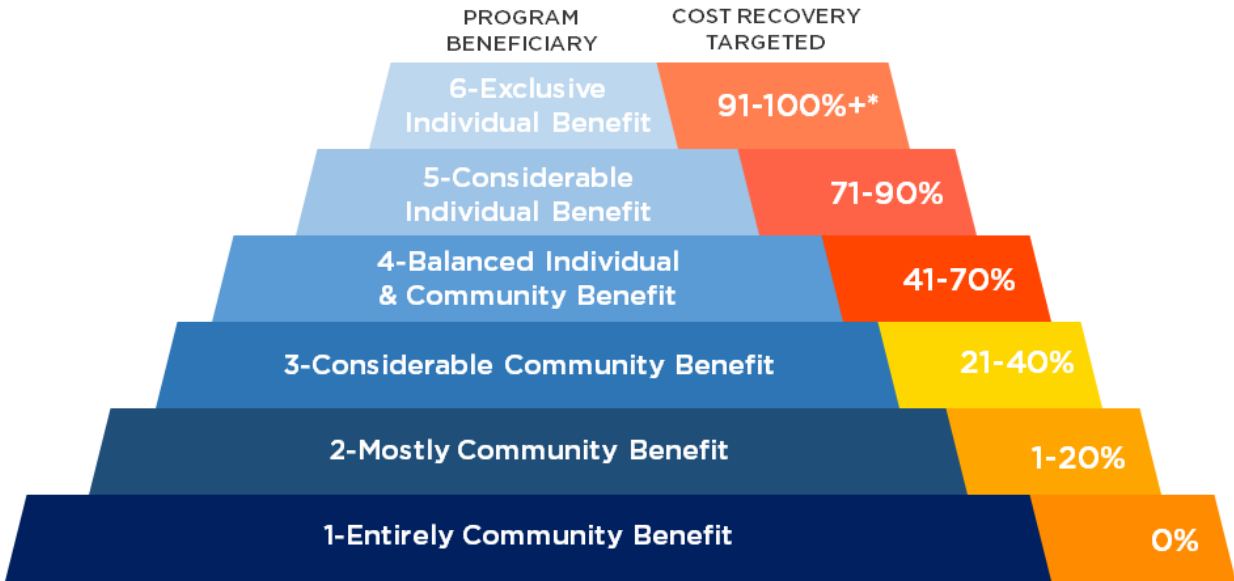 PROGRAM
BENEFICIARY
COST RECOVERY
TARGETED
6-Exclusive
Individual Benefit
91-100%+*
5-Considerable
Individual Benefit
71-90%
4-Balanced Individual
& Community Benefit
41-70%
3-Considerable Community Benefit
21-40%
2-Mostly Community Benefit
1-20%
1-Entirely Community Benefit
0%